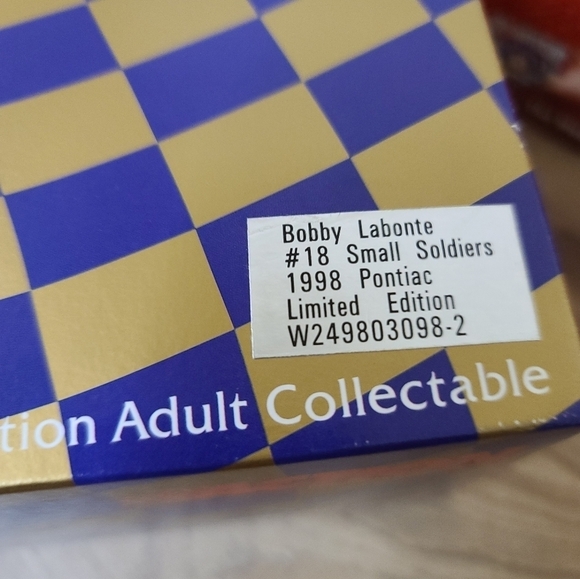 Bobby Labonte
#18 Small Soldiers
1998 Pontiac
Limited Edition
W249803098-2
tion Adult Collectable